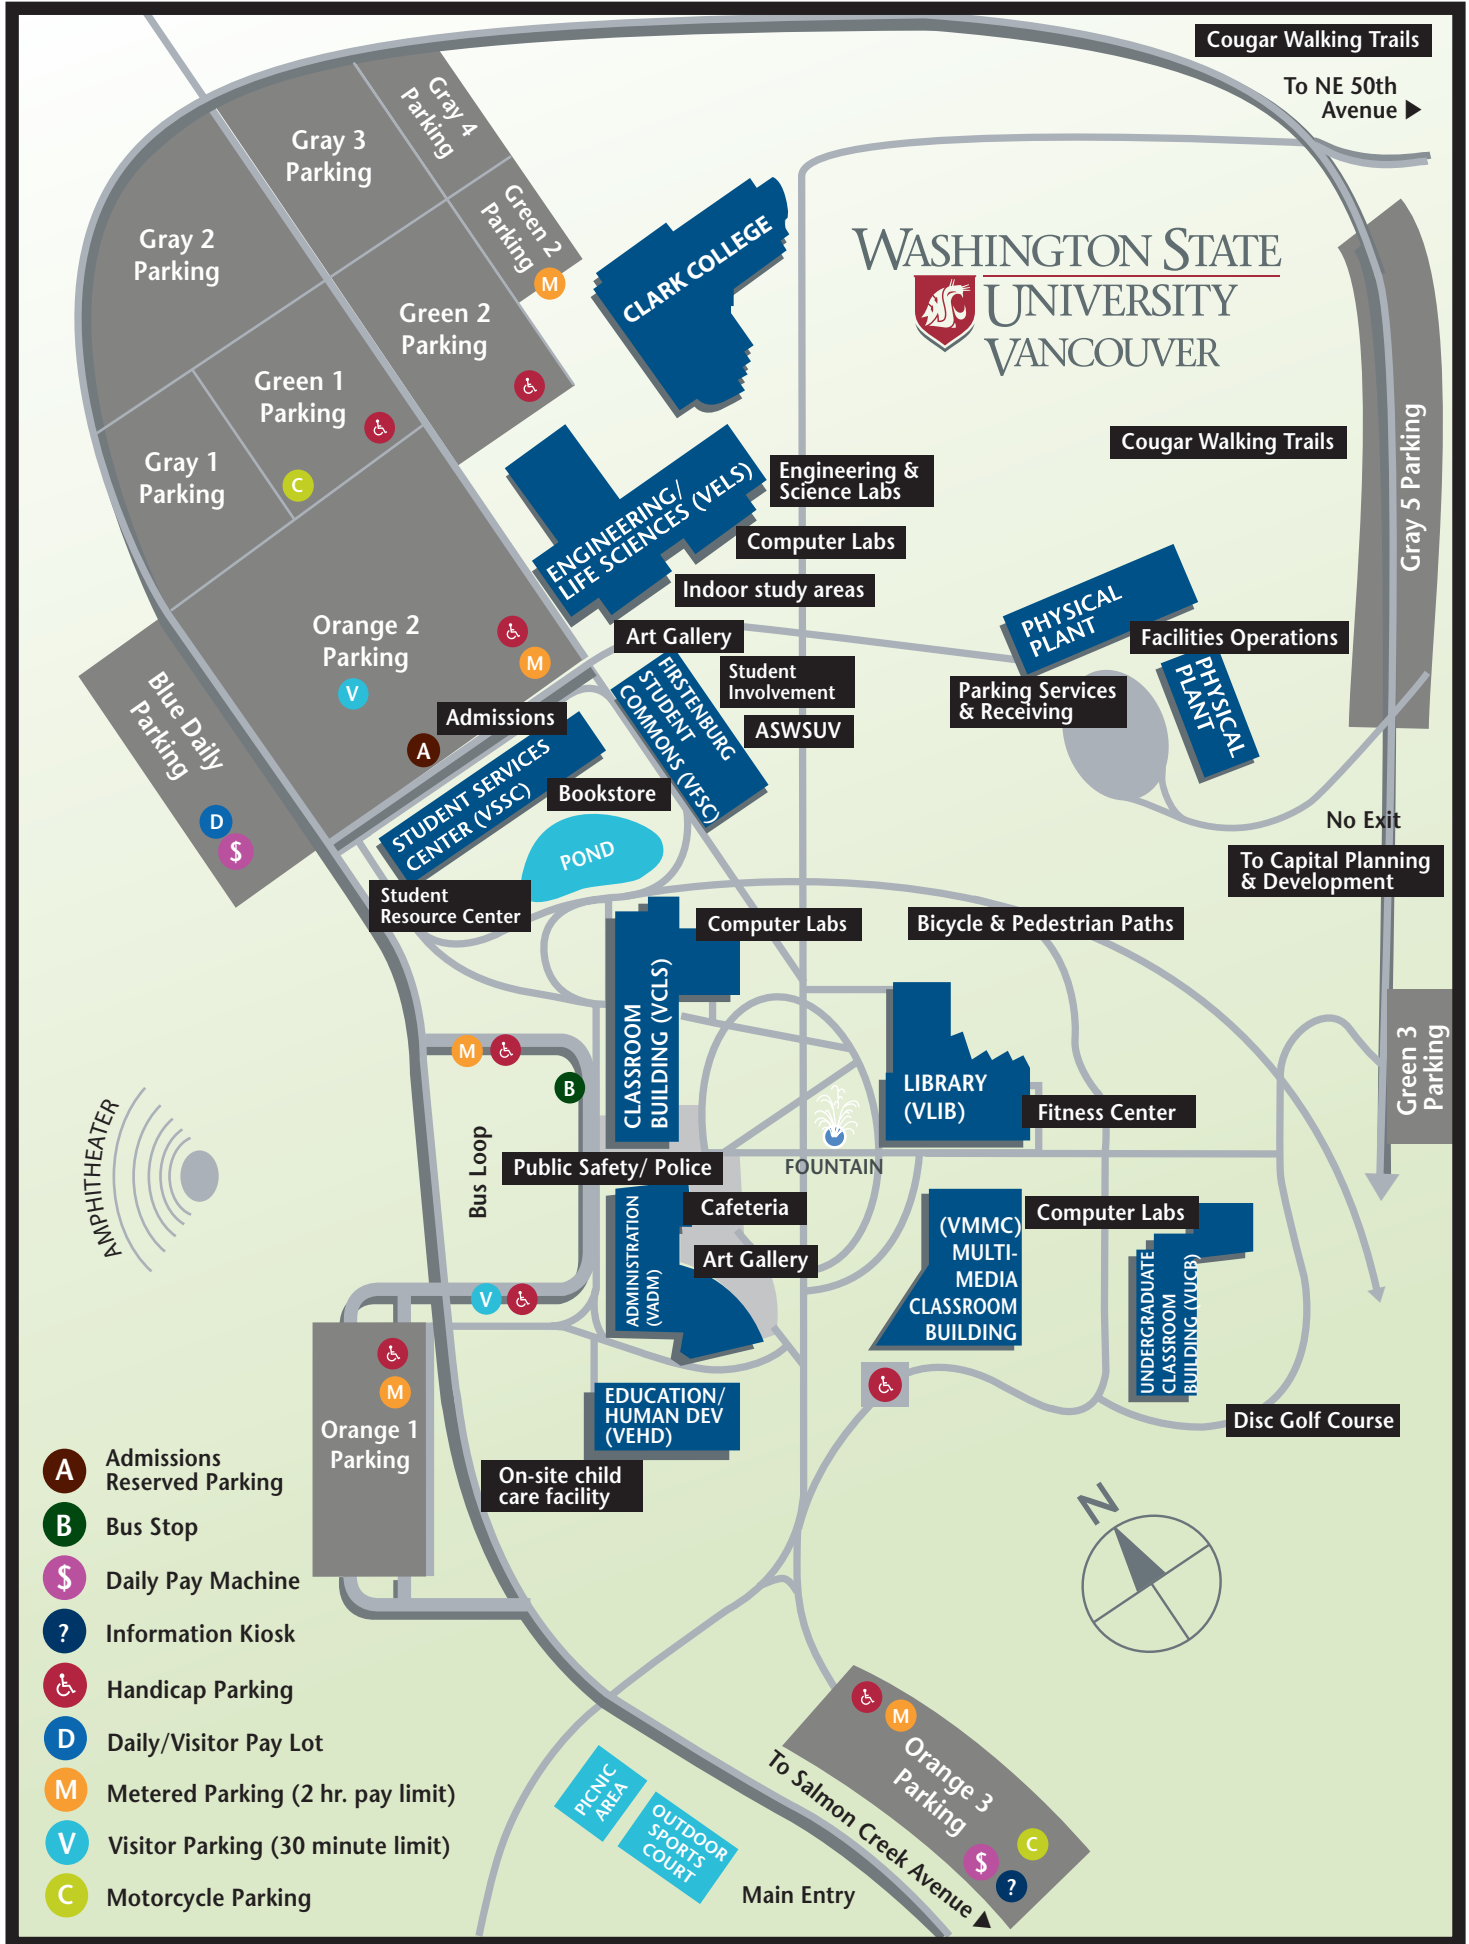 Cougar Walking Trails
To NE 50th
Avenue
Gray 4
Parking
Gray 3
Parking
Green 2
Parking
M
Gray 2
Parking
CLARK COLLEGE
WASHINGTON STATE
UNIVERSITY
VANCOUVER
Green 2
Parking
Green 1
Parking
Gray 1
Parking
C
Cougar Walking Trails
Gray 5 Parking
ENGINEERING/
LIFE SCIENCES (VELS)
Engineering &
Science Labs
Computer Labs
Indoor study areas
Art Gallery
PHYSICAL
PLANT
Facilities Operations
PHYSICAL
PLANT
Parking Services
& Receiving
Orange 2
Parking
M
V
A
Admissions
Blue Daily
Parking
D
$
FIRSTENBURG
STUDENT
COMMONS (VFSC)
Student
Involvement
ASWSUV
STUDENT SERVICES
CENTER (VSSC)
Bookstore
POND
Student
Resource Center
No Exit
To Capital Planning
& Development
Computer Labs
Bicycle & Pedestrian Paths
CLASSROOM
BUILDING (VCLS)
M
B
Bus Loop
LIBRARY
(VLIB)
Fitness Center
Green 3
Parking
AMPHITHEATER
FOUNTAIN
Public Safety/ Police
Cafeteria
Art Gallery
ADMINISTRATION
(VADM)
(VMMC)
MULTI-
MEDIA
CLASSROOM
BUILDING
Computer Labs
UNDERGRADUATE
CLASSROOM
BUILDING (VUCB)
V
M
Orange 1
Parking
EDUCATION/
HUMAN DEV
(VEHD)
On-site child
care facility
Disc Golf Course
N
A
Admissions
Reserved Parking
B
Bus Stop
$
Daily Pay Machine
?
Information Kiosk
Handicap Parking
D
Daily/Visitor Pay Lot
M
Metered Parking (2 hr. pay limit)
V
Visitor Parking (30 minute limit)
C
Motorcycle Parking
PICNIC
AREA
OUTDOOR
SPORTS
COURT
Main Entry
To Salmon Creek Avenue
M
Orange 3
Parking
C
$
?